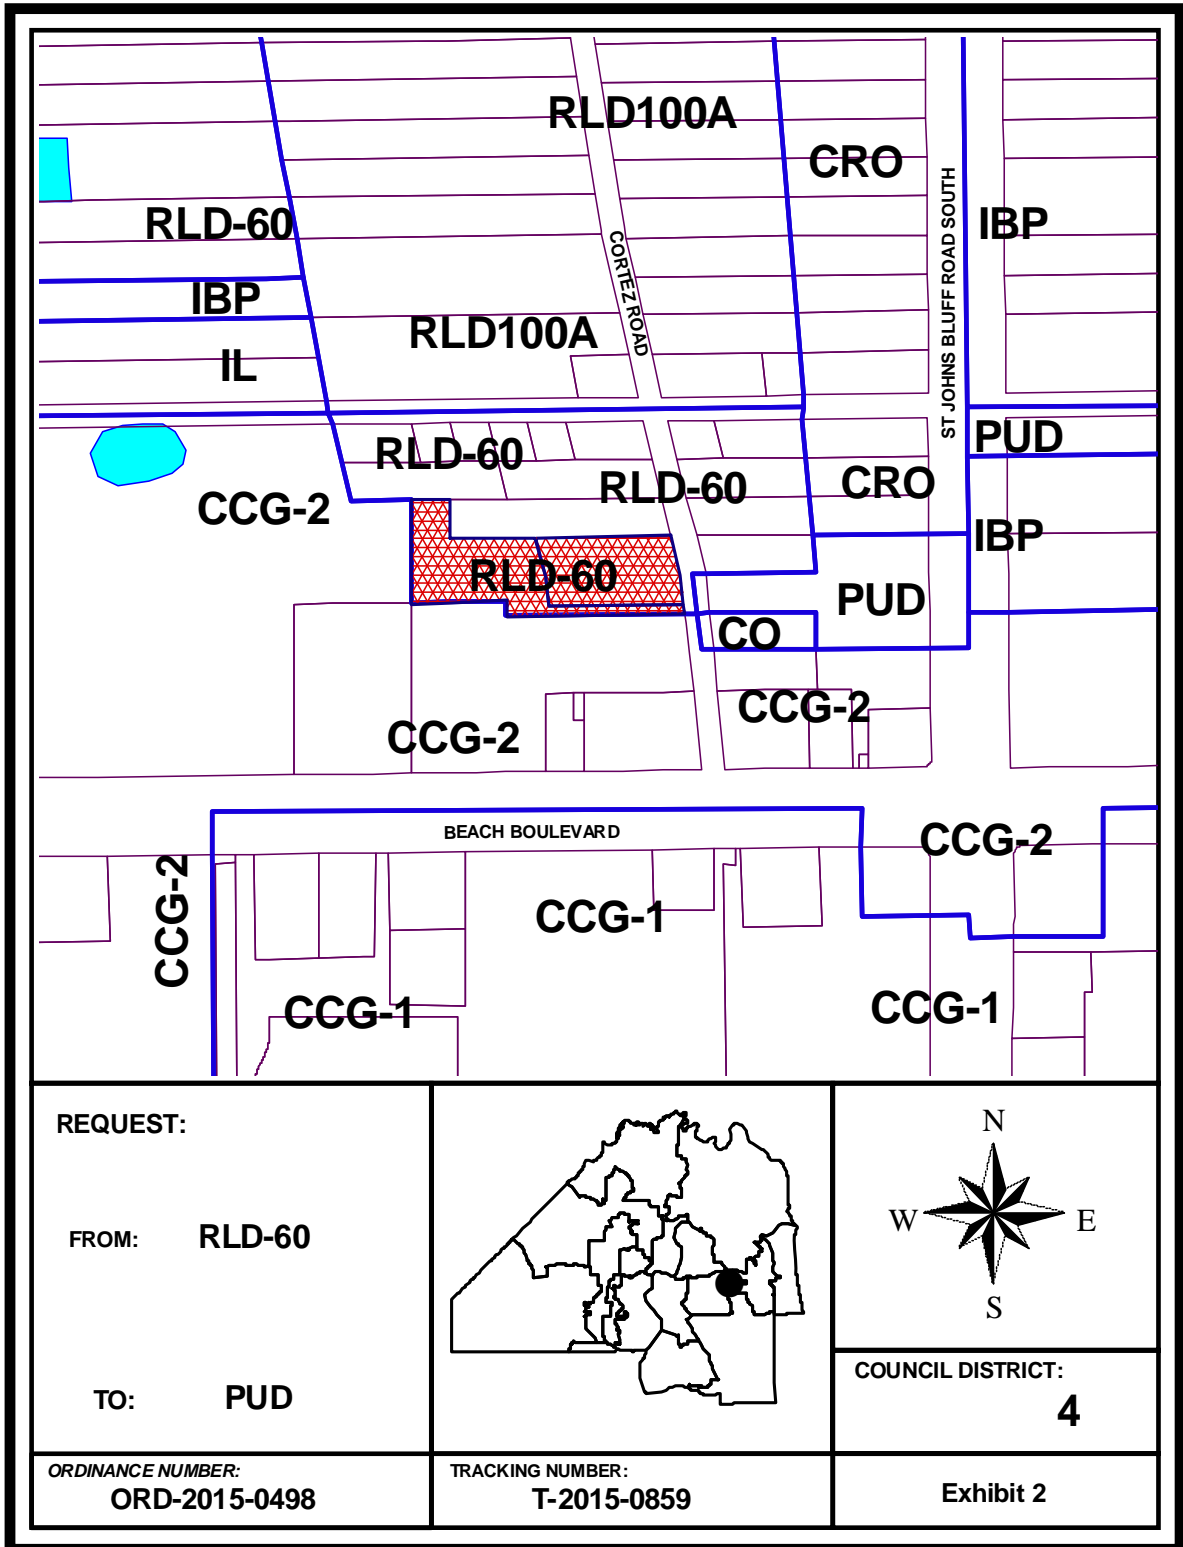 RLD100A
CRO
RLD-60
IBP
CORTEZ ROAD
ST JOHNS BLUFF ROAD SOUTH
IBP
RLD100A
IL
PUD
RLD-60
RLD-60
CRO
CCG-2
IBP
RLD-60
PUD
CO
CCG-2
CCG-2
BEACH BOULEVARD
CCG-2
CCG-2
CCG-1
CCG-1
CCG-1
REQUEST:
FROM: RLD-60
TO: PUD
N
W E
S
COUNCIL DISTRICT:
4
ORDINANCE NUMBER:
ORD-2015-0498
TRACKING NUMBER:
T-2015-0859
Exhibit 2